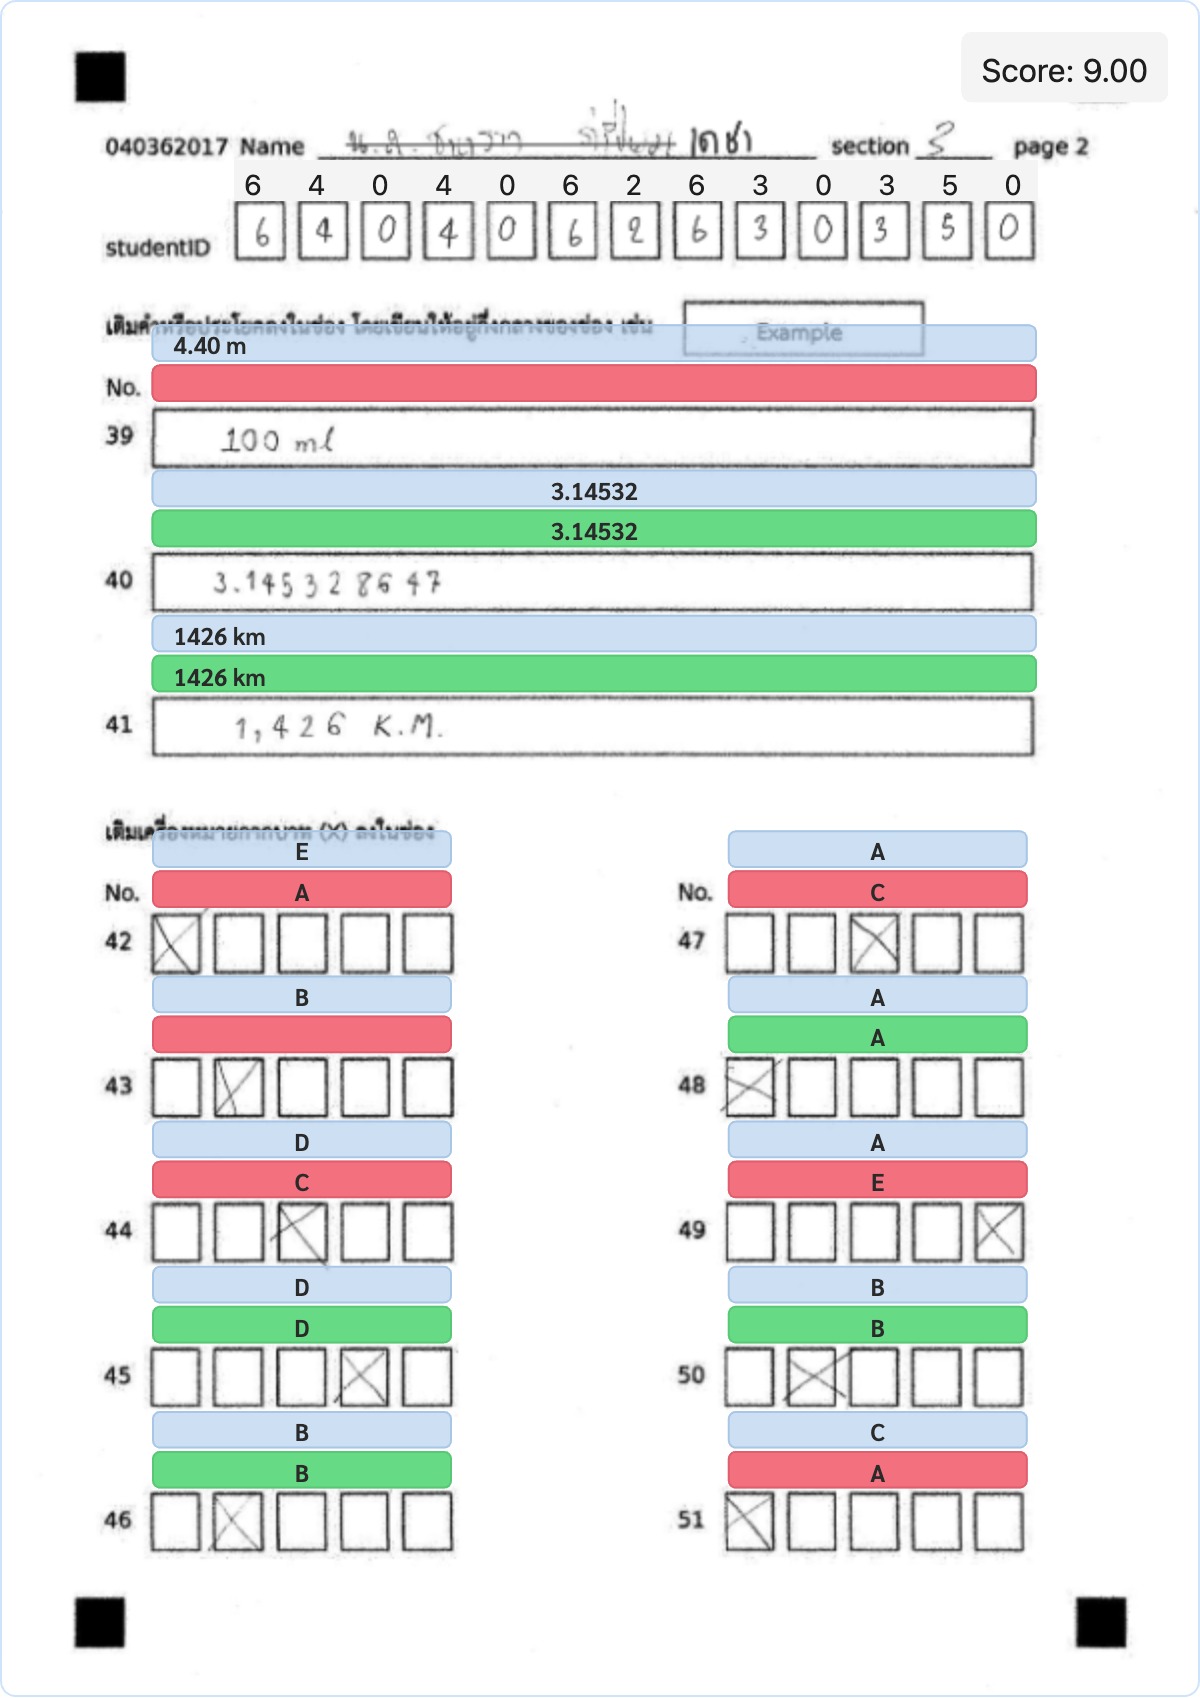 Score: 9.00
040362017 Name เดชา section 3 page 2
6 4 0 4 0 6 2 6 3 0 3 5 0
studentID 6 4 0 4 0 6 2 6 3 0 3 5 0
เติมคำหรือประโยคลงในช่อง โดยเขียนให้อยู่กึ่งกลางของช่อง เช่น Example
4.40 m
No.
39 100 ml
3.14532
3.14532
40 3.145328647
1426 km
1426 km
41 1,426 K.M.
เติมเครื่องหมายกากบาท (X) ลงในช่อง
E
No. A
42
B
43
D
C
44
D
D
45
B
B
46
A
No. C
47
A
A
48
A
E
49
B
B
50
C
A
51